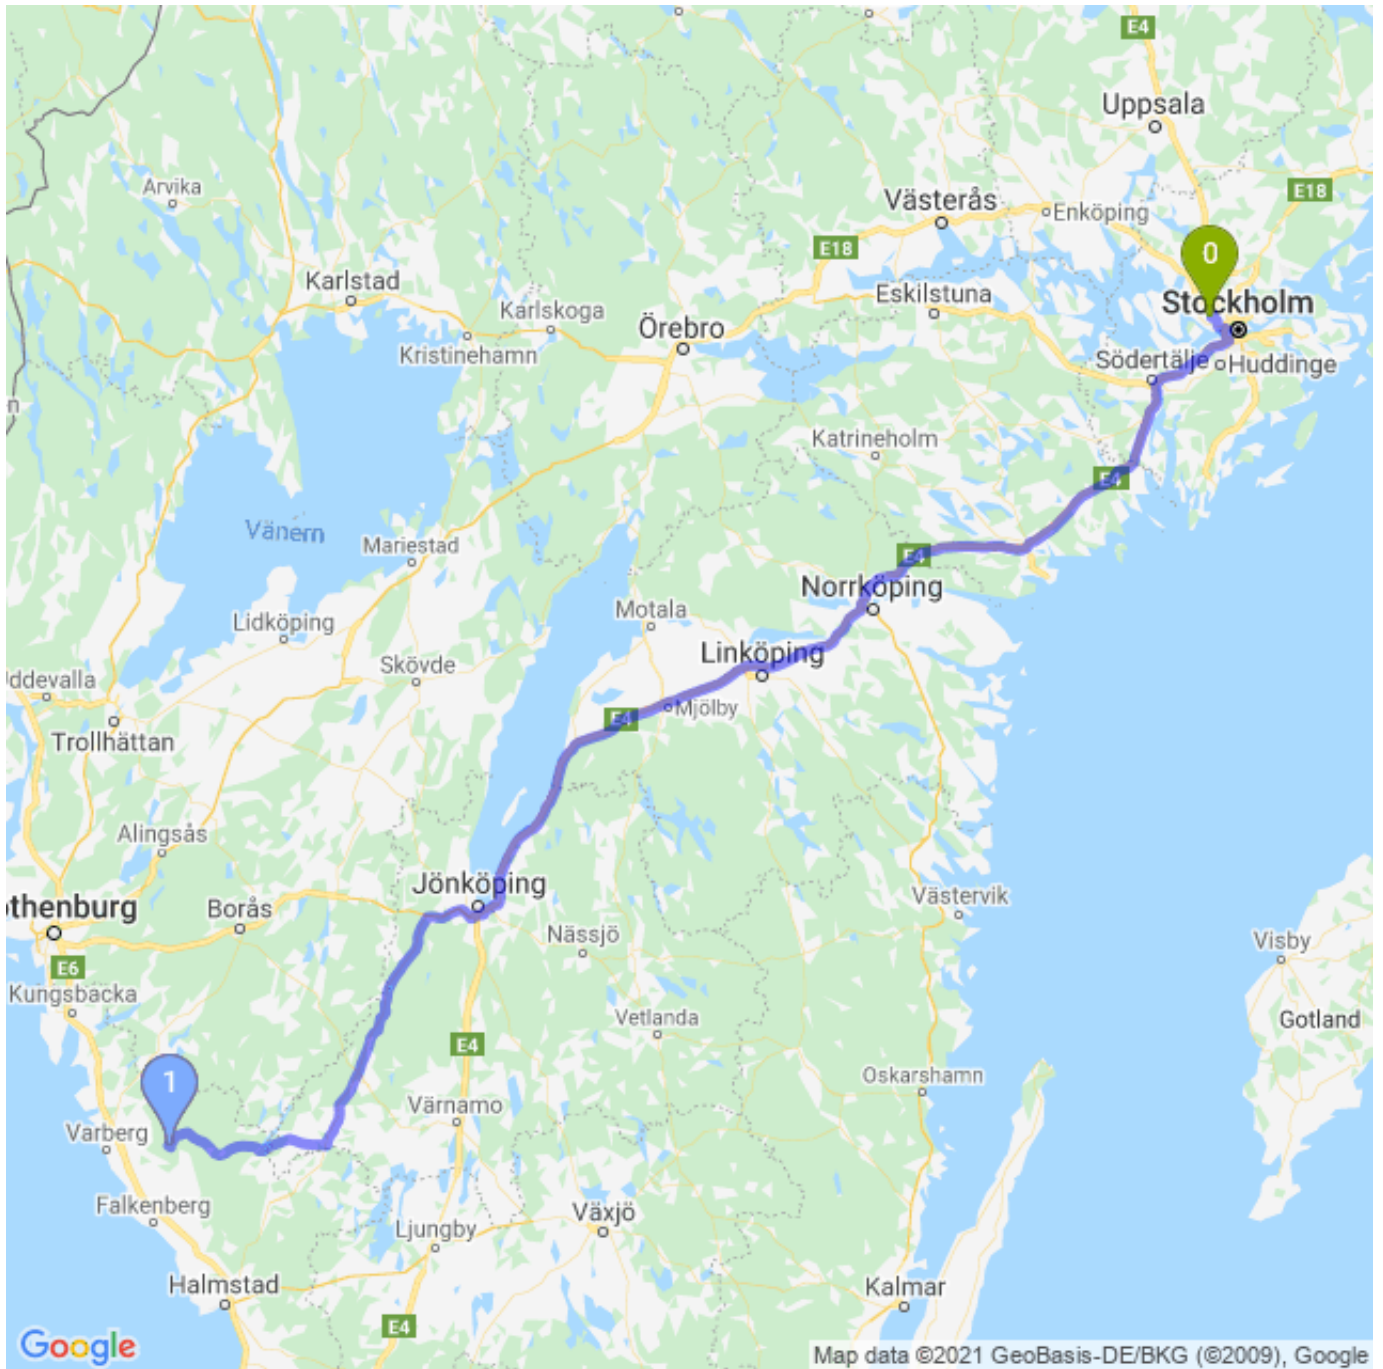 E4
Uppsala
Arvika
E18
Västerås
Enköping
E18
0
Karlstad
Eskilstuna
Stockholm
Karlskoga
Örebro
Kristinehamn
Södertälje
Huddinge
Katrineholm
E4
Vänern
Mariestad
E4
Norrköping
Motala
Lidköping
Linköping
Skövde
ddevalla
Mjölby
E4
Trollhättan
Alingsås
Jönköping
Västervik
othenburg
Borås
Nässjö
Visby
E6
Kungsbacka
Vetlanda
Gotland
E4
1
Oskarshamn
Värnamo
Varberg
Falkenberg
Växjö
Ljungby
Halmstad
Kalmar
E4
Google
Map data ©2021 GeoBasis-DE/BKG (©2009), Google